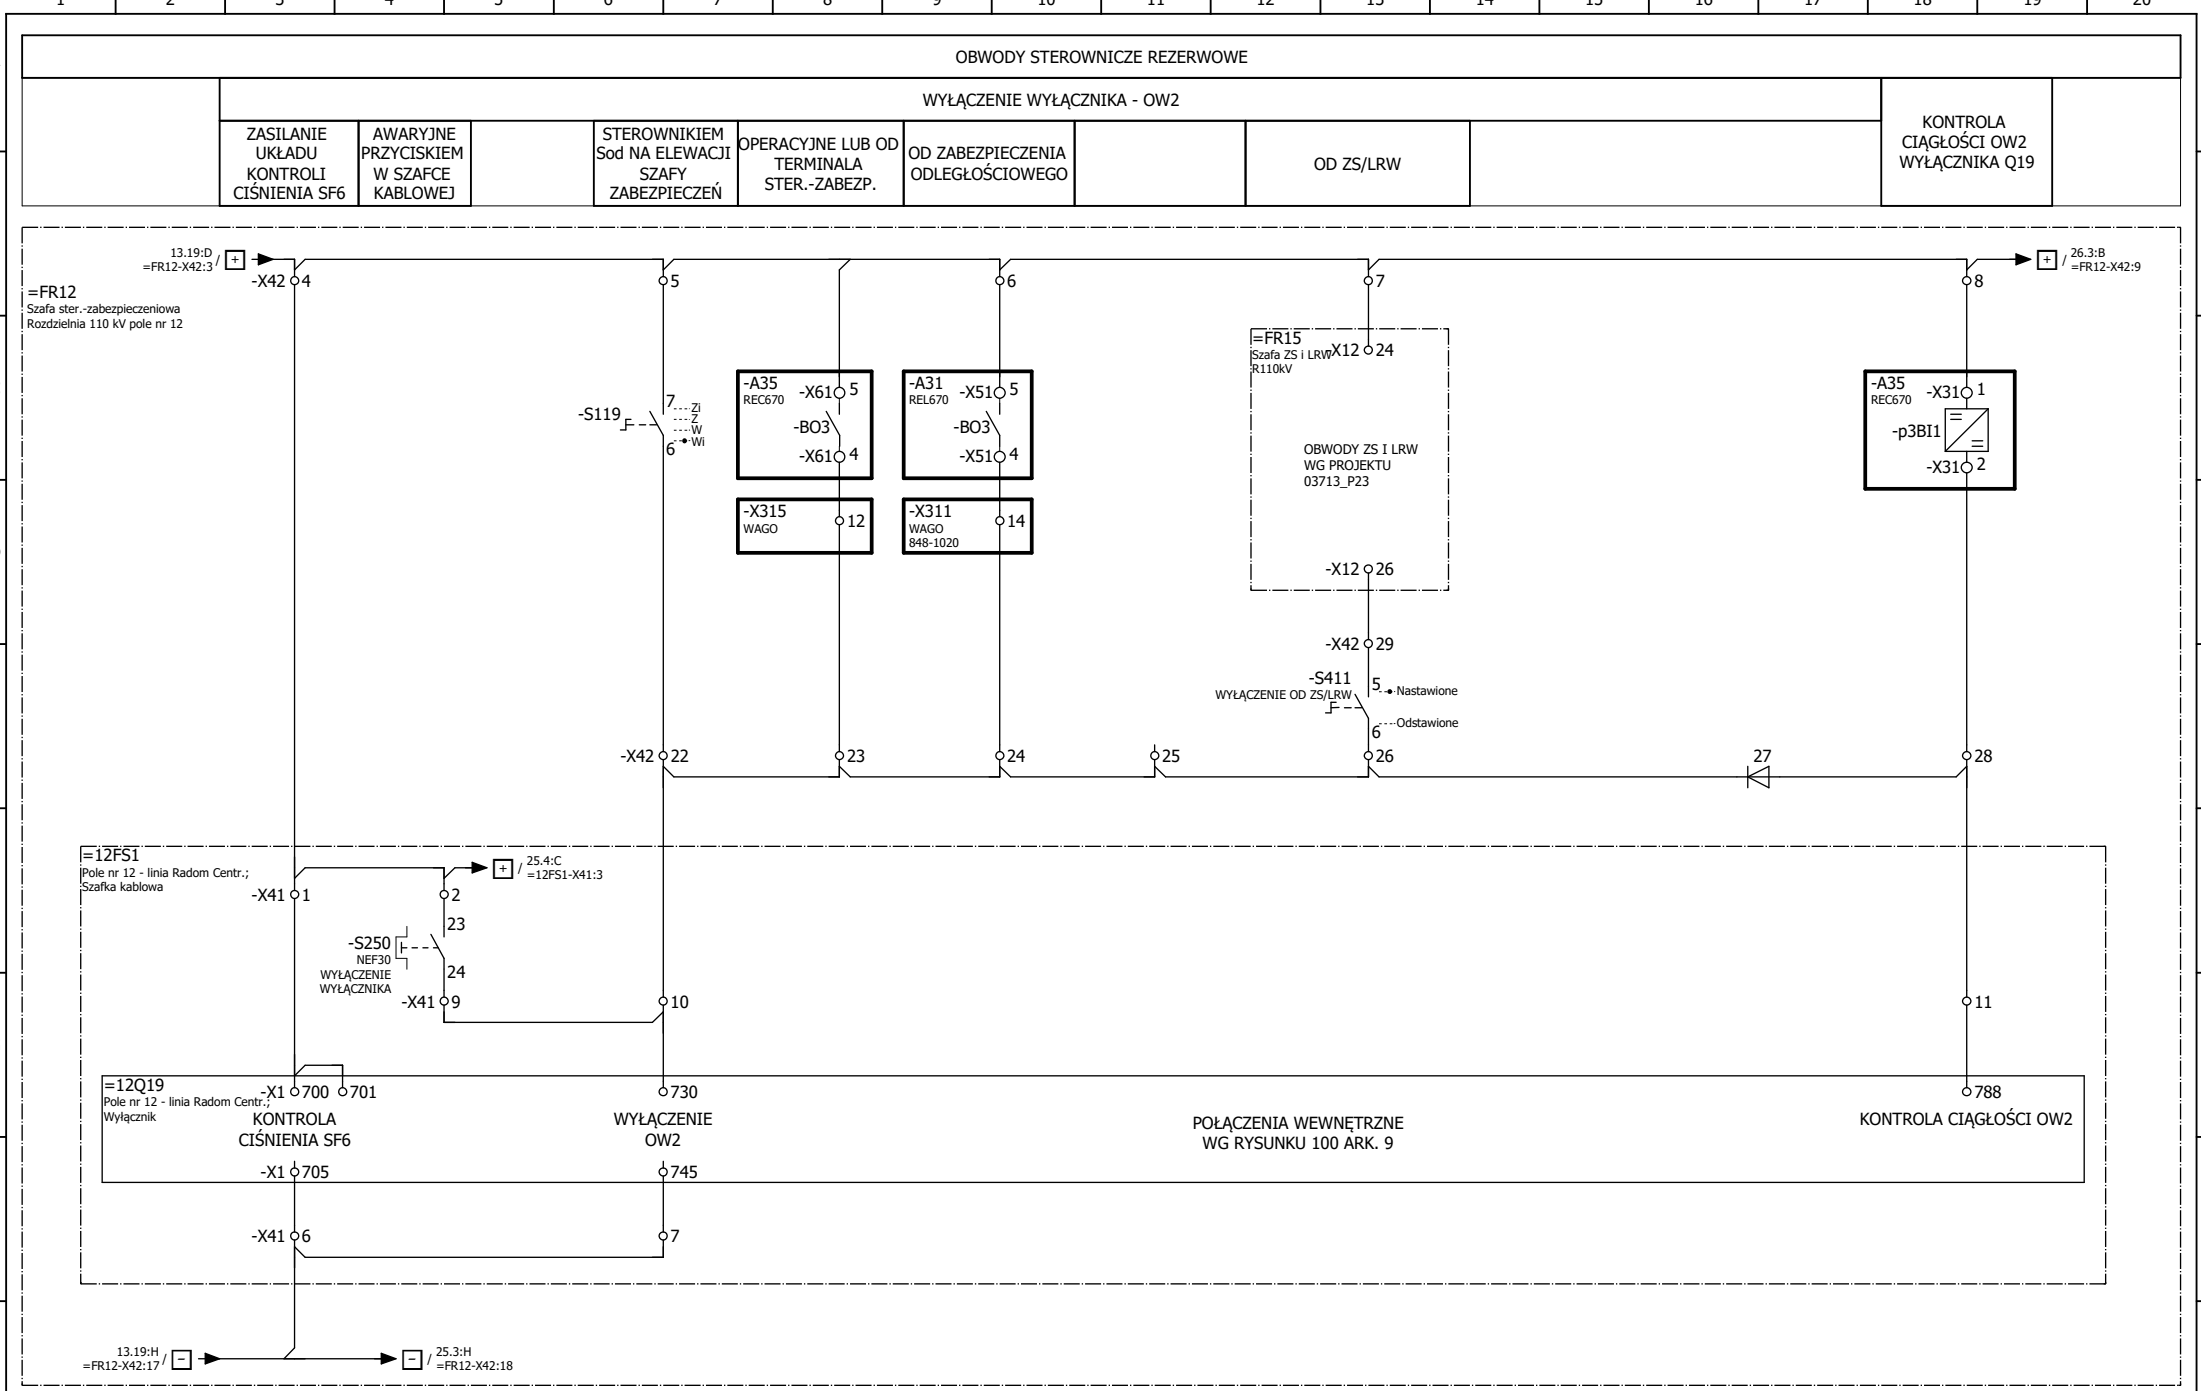 1 2 3 4 5 6 7 8 9 10 11 12 13 14 15 16 17 18 19 20
OBWODY STEROWNICZE REZERWOWE
WYŁĄCZENIE WYŁĄCZNIKA - OW2
ZASILANIE
UKŁADU
KONTROLI
CIŚNIENIA SF6
AWARYJNE
PRZYCISKIEM
W SZAFCE
KABLOWEJ
STEROWNIKIEM
Sod NA ELEWACJI
SZAFY
ZABEZPIECZEŃ
OPERACYJNE LUB OD
TERMINALA
STER.-ZABEZP.
OD ZABEZPIECZENIA
ODLEGŁOŚCIOWEGO
OD ZS/LRW
KONTROLA
CIĄGŁOŚCI OW2
WYŁĄCZNIKA Q19
13.19:D
=FR12-X42:3 / +
+ / 26.3:B
=FR12-X42:9
=FR12
Szafa ster.-zabezpieczeniowa
Rozdzielnia 110 kV pole nr 12
-X42 4
5
6
7
8
=FR15
Szafa ZS i LRW
R110kV
-X12 24
OBWODY ZS I LRW
WG PROJEKTU
03713_P23
-X12 26
-S119
7
Zi
Z
W
Wi
6
-A35
REC670
-X61 5
-BO3
-X61 4
-X315
WAGO
12
-A31
REL670
-X51 5
-BO3
-X51 4
-X311
WAGO
848-1020
14
-A35
REC670
-X31 1
-p3BI1
-X31 2
-X42 29
-S411
WYŁĄCZENIE OD ZS/LRW
5
Nastawione
Odstawione
6
-X42 22
23
24
25
26
27
28
=12FS1
Pole nr 12 - linia Radom Centr.;
Szafka kablowa
+ / 25.4:C
=12FS1-X41:3
-X41 1
2
23
-S250
NEF30
WYŁĄCZENIE
WYŁĄCZNIKA
24
-X41 9
10
11
=12Q19
Pole nr 12 - linia Radom Centr.;
Wyłącznik
-X1 700 701
730
788
KONTROLA
CIŚNIENIA SF6
WYŁĄCZENIE
OW2
POŁĄCZENIA WEWNĘTRZNE
WG RYSUNKU 100 ARK. 9
KONTROLA CIĄGŁOŚCI OW2
-X1 705
745
-X41 6
7
13.19:H
=FR12-X42:17 / -
- / 25.3:H
=FR12-X42:18